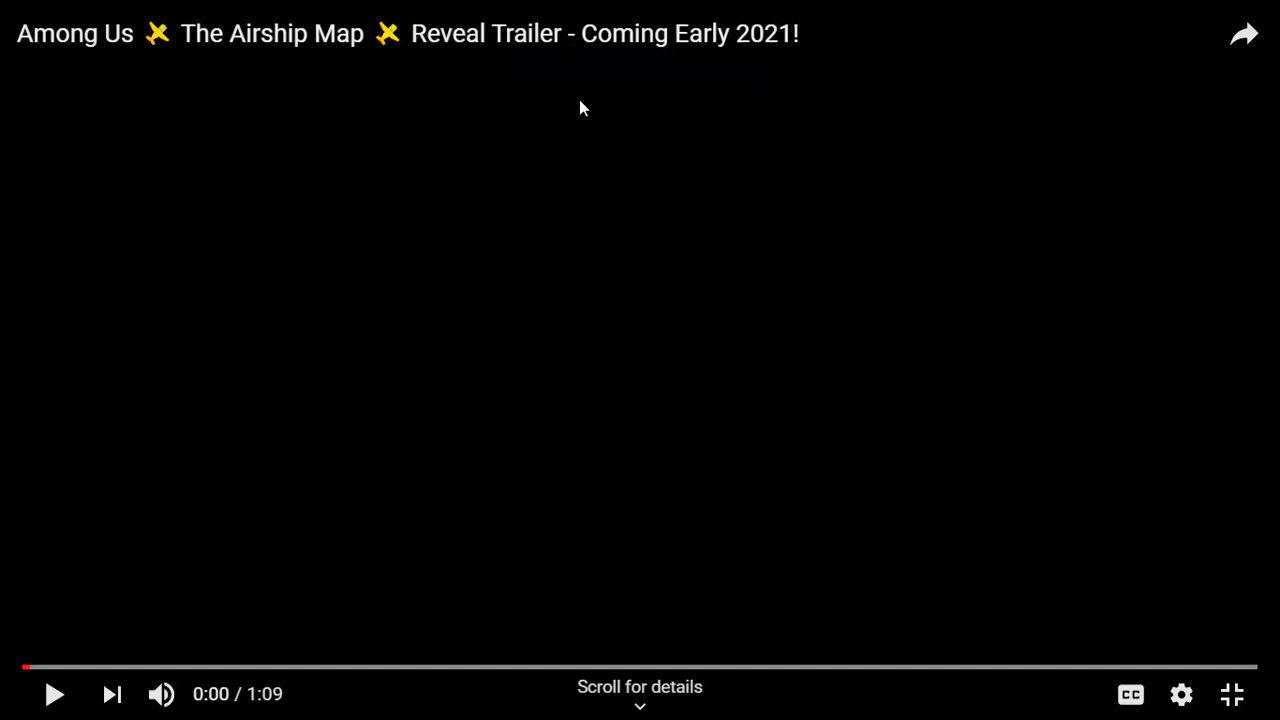 Among Us ✈ The Airship Map ✈ Reveal Trailer - Coming Early 2021!
0:00 / 1:09
Scroll for details
CC